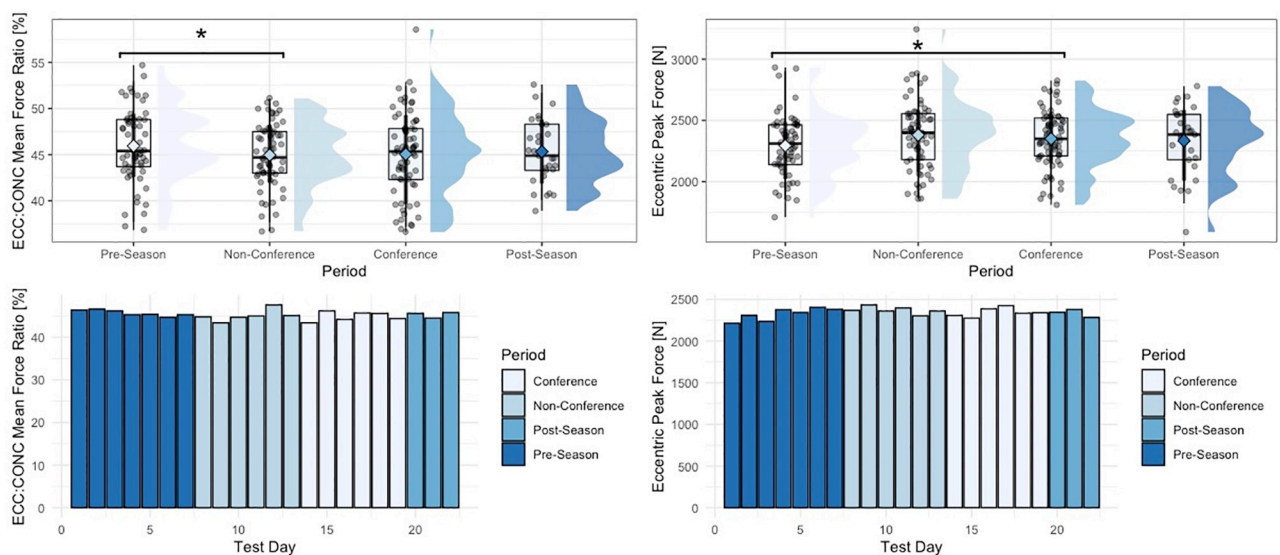 ECC:CONC Mean Force Ratio [%]
55
50
45
40
*
Pre-Season
Non-Conference
Conference
Post-Season
Period
Eccentric Peak Force [N]
3000
2500
2000
*
Pre-Season
Non-Conference
Conference
Post-Season
Period
ECC:CONC Mean Force Ratio [%]
40
30
20
10
0
0
5
10
15
20
Test Day
Period
Conference
Non-Conference
Post-Season
Pre-Season
Eccentric Peak Force [N]
2500
2000
1500
1000
500
0
0
5
10
15
20
Test Day
Period
Conference
Non-Conference
Post-Season
Pre-Season